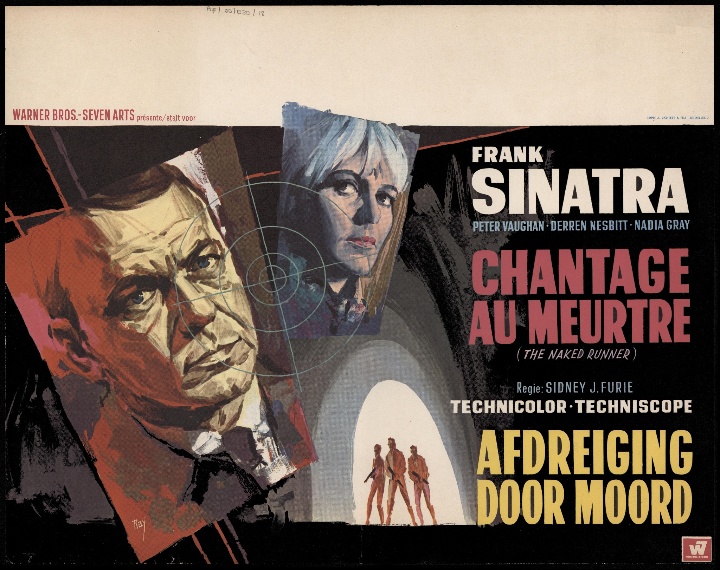 WARNER BROS.-SEVEN ARTS présente/stelt voor
FRANK
SINATRA
PETER VAUGHAN · DERREN NESBITT · NADIA GRAY
CHANTAGE
AU MEURTRE
(THE NAKED RUNNER)
Regie: SIDNEY J. FURIE
TECHNICOLOR · TECHNISCOPE
AFDREIGING
DOOR MOORD
Ray
W7